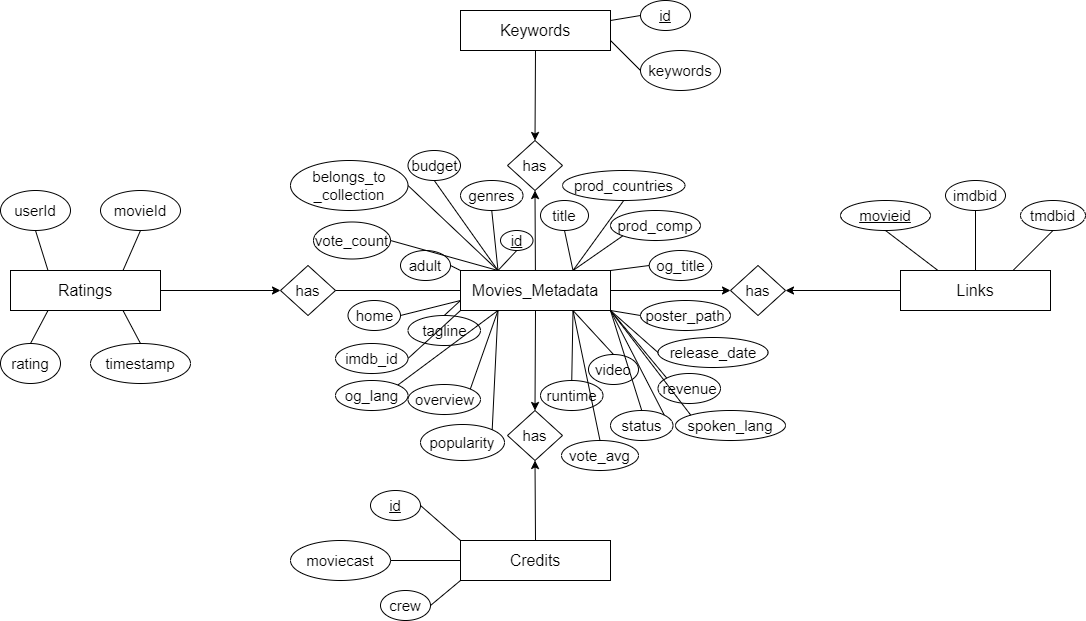 id
Keywords
keywords
has
budget
belongs_to
_collection
genres
prod_countries
title
prod_comp
id
vote_count
adult
og_title
userId
movieId
Ratings
rating
timestamp
has
Movies_Metadata
has
movieid
imdbid
tmdbid
Links
home
tagline
imdb_id
og_lang
overview
popularity
poster_path
release_date
video
revenue
runtime
status
spoken_lang
vote_avg
has
id
moviecast
Credits
crew